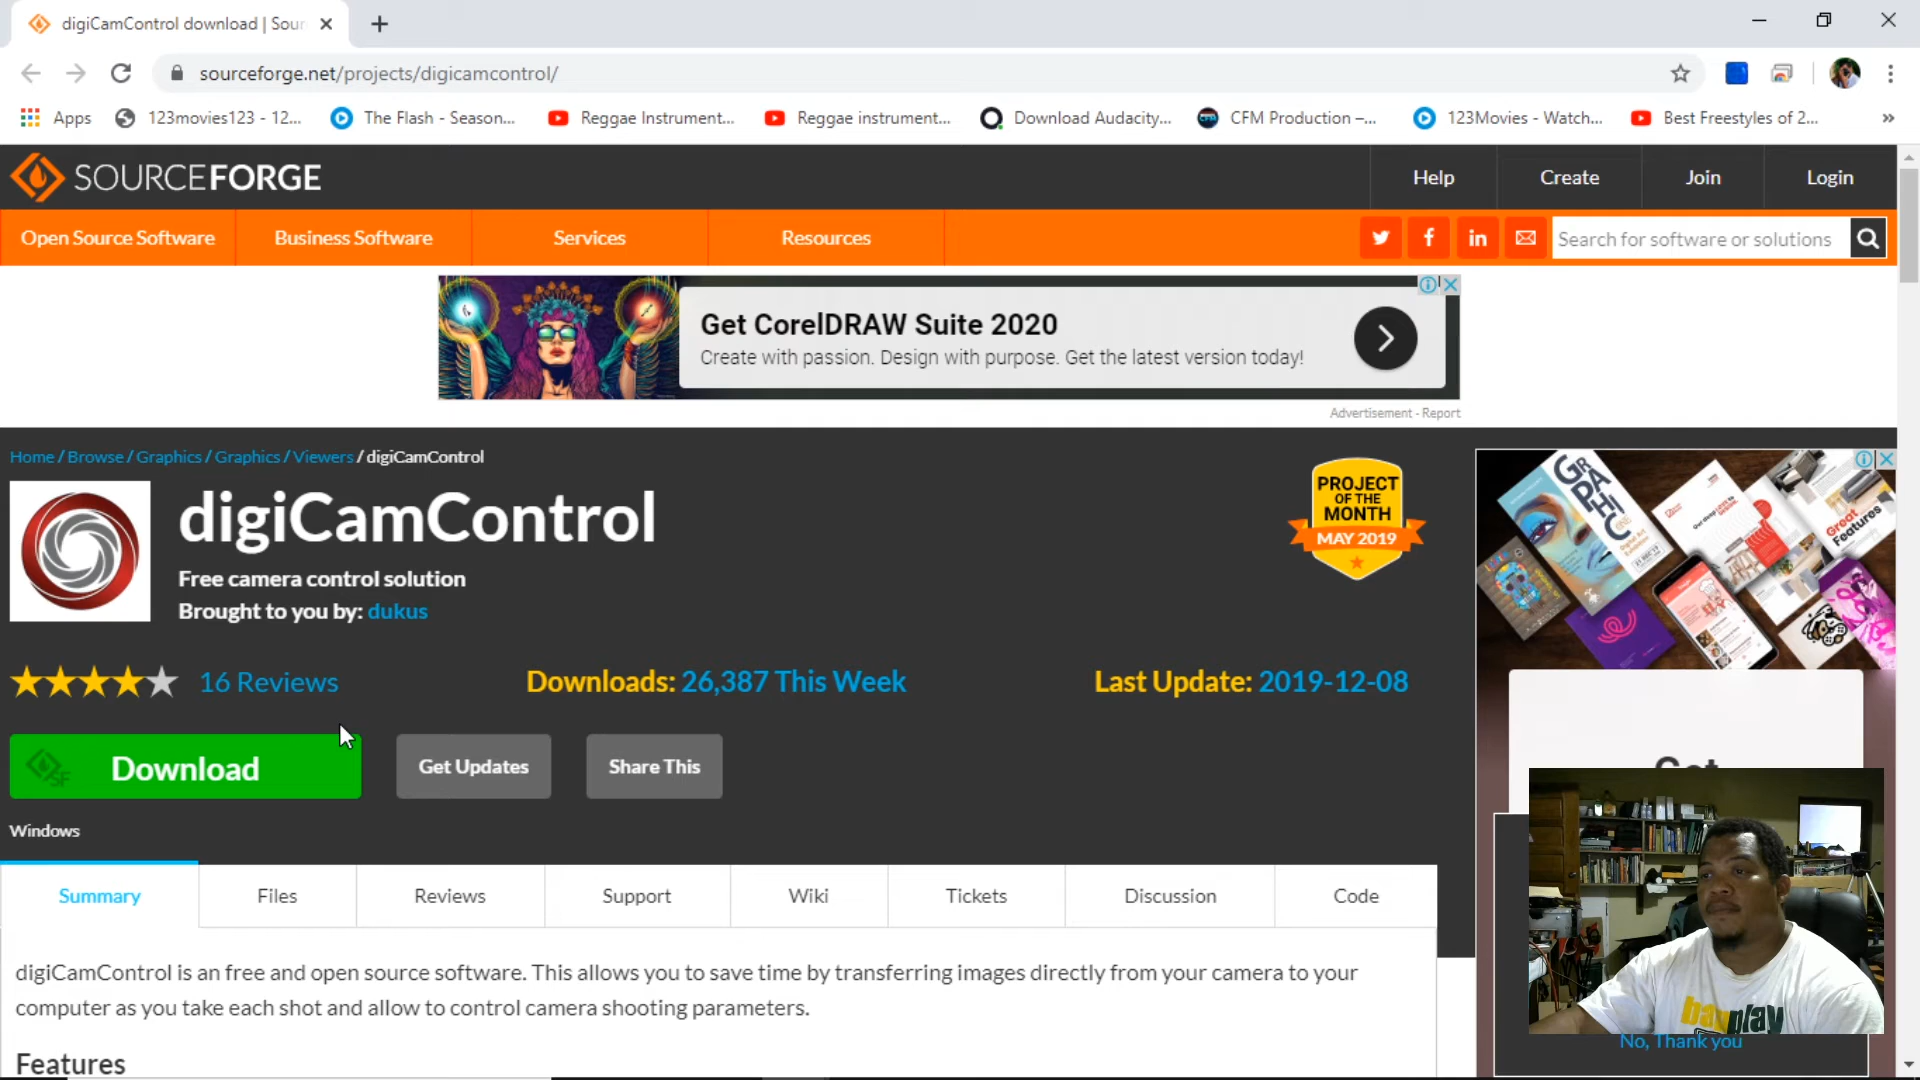 digiCamControl download | Sour
sourceforge.net/projects/digicamcontrol/
Apps
123movies123 - 12...
The Flash - Season...
Reggae Instrument...
Reggae instrument...
Download Audacity...
CFM Production –...
123Movies - Watch...
Best Freestyles of 2...
»
SOURCEFORGE
Help
Create
Join
Login
Open Source Software
Business Software
Services
Resources
Search for software or solutions
Get CorelDRAW Suite 2020
Create with passion. Design with purpose. Get the latest version today!
Advertisement - Report
Home / Browse / Graphics / Graphics / Viewers / digiCamControl
digiCamControl
Free camera control solution
Brought to you by: dukus
PROJECT
OF THE
MONTH
MAY 2019
GR
APH
IC
Great
Features
16 Reviews
Downloads: 26,387 This Week
Last Update: 2019-12-08
SF
Download
Get Updates
Share This
Windows
Summary
Files
Reviews
Support
Wiki
Tickets
Discussion
Code
digiCamControl is an free and open source software. This allows you to save time by transferring images directly from your camera to your
computer as you take each shot and allow to control camera shooting parameters.
Features
No, Thank you